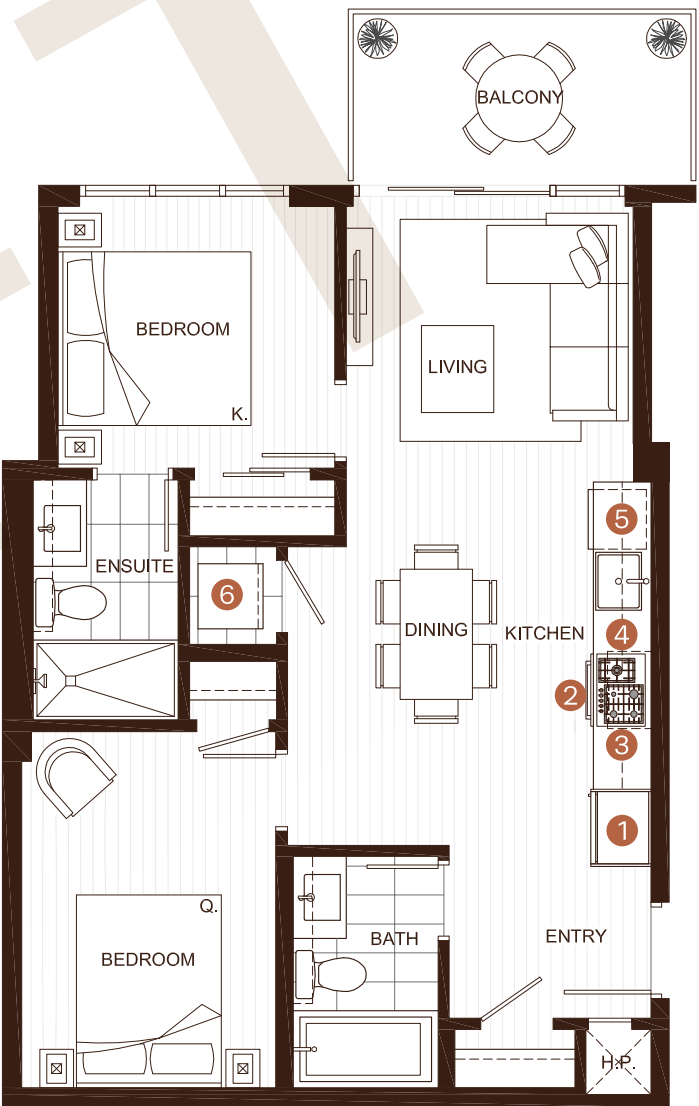 BALCONY
BEDROOM
K.
LIVING
5
ENSUITE
6
DINING
KITCHEN
4
2
3
1
Q.
BEDROOM
BATH
ENTRY
H.P.